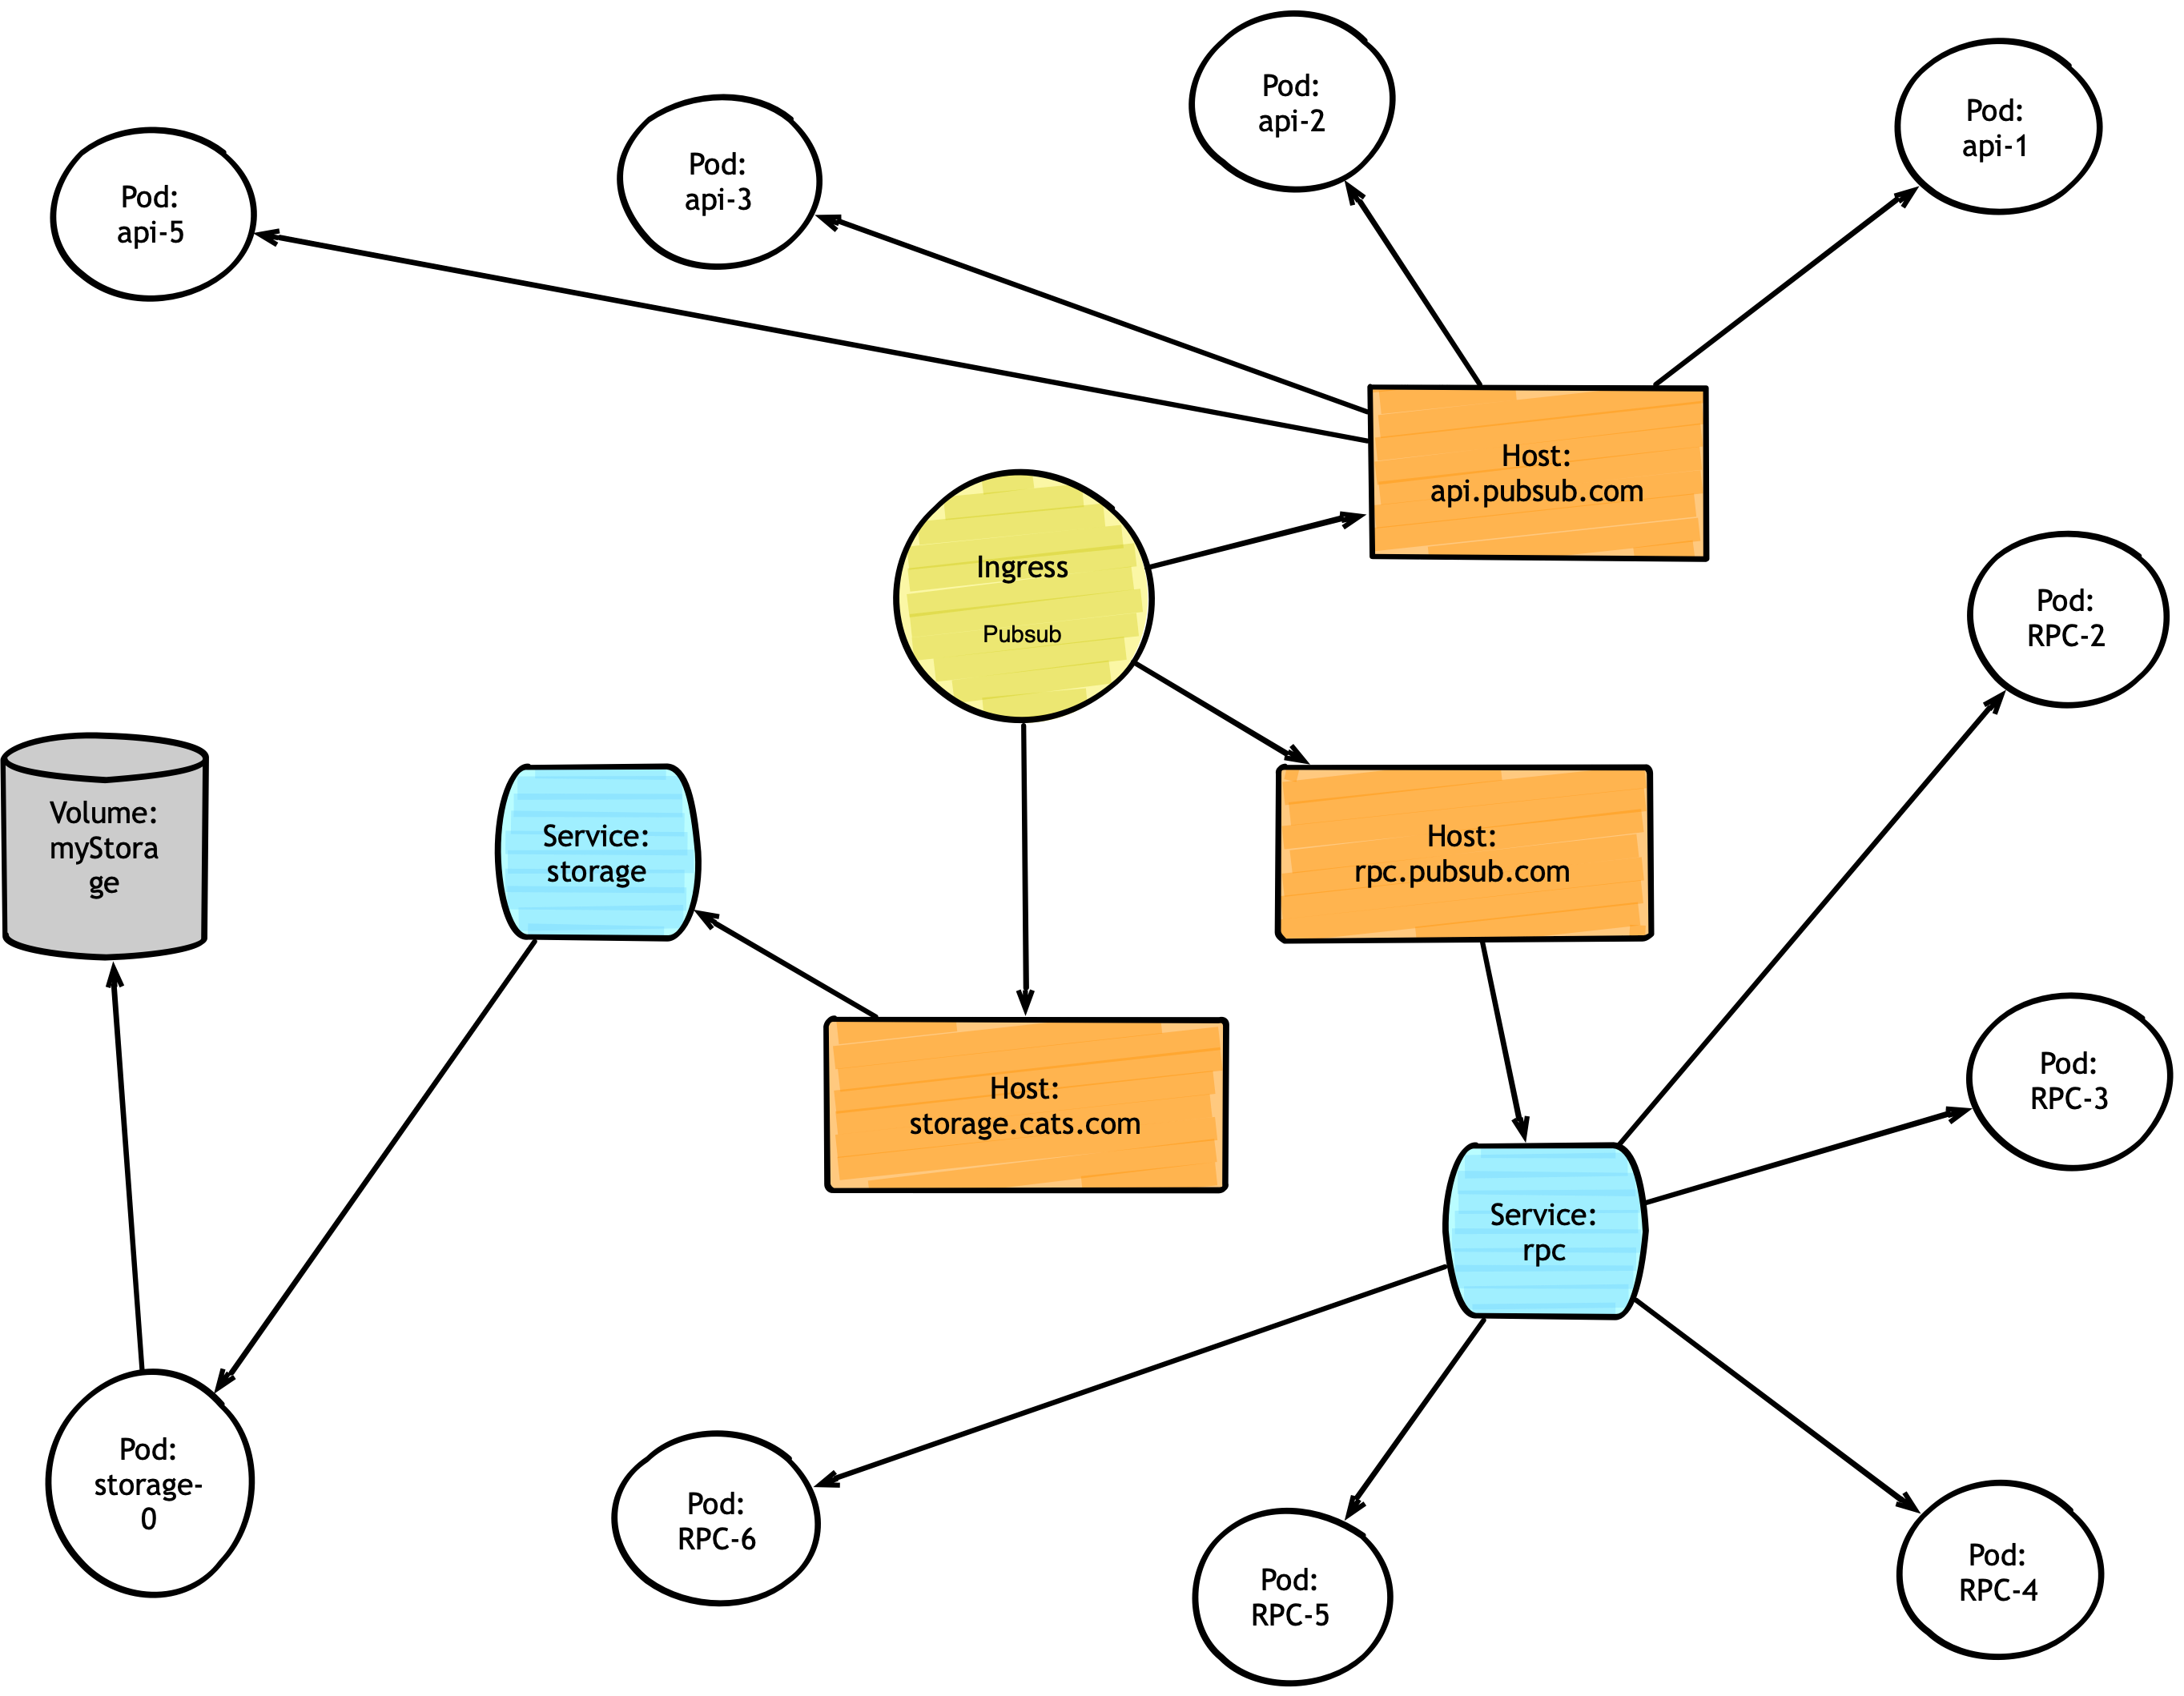 Pod:
api-2
Pod:
api-1
Pod:
api-3
Pod:
api-5
Host:
api.pubsub.com
Ingress
Pubsub
Pod:
RPC-2
Volume:
myStora
ge
Service:
storage
Host:
rpc.pubsub.com
Host:
storage.cats.com
Pod:
RPC-3
Service:
rpc
Pod:
storage-
0
Pod:
RPC-6
Pod:
RPC-5
Pod:
RPC-4